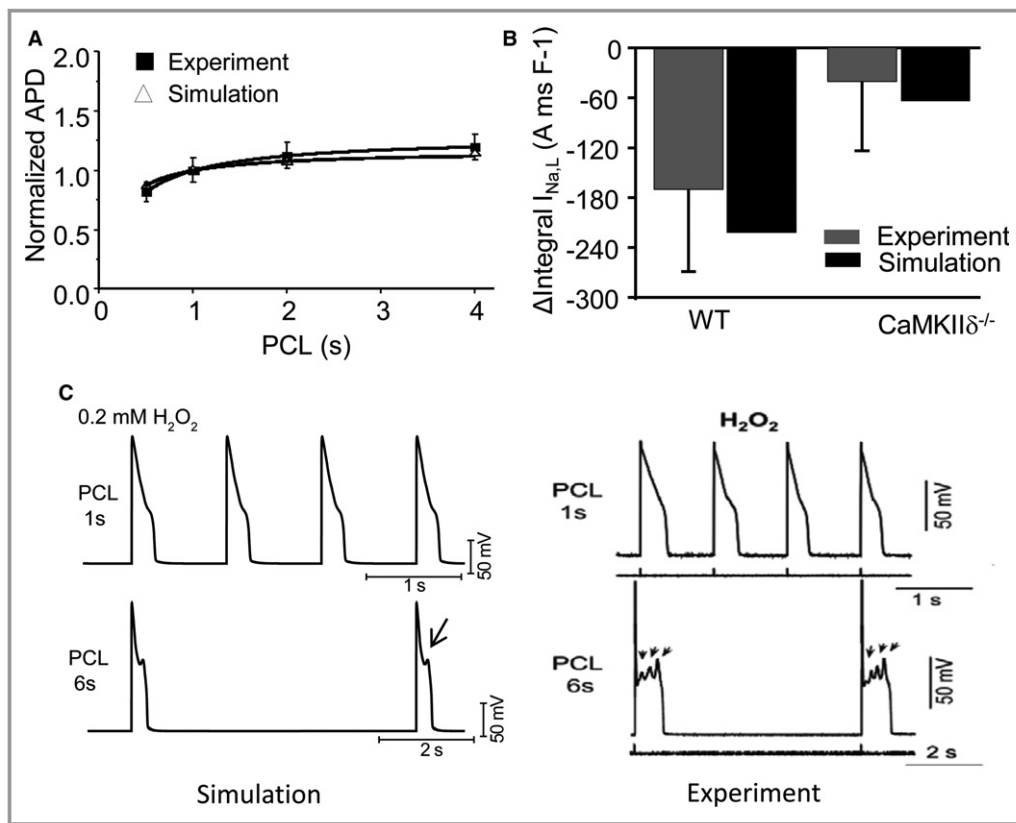 A
2.0
1.5
1.0
0.5
0.0
Normalized APD
Experiment
Simulation
0 1 2 3 4
PCL (s)
B
0
-60
-120
-180
-240
-300
ΔIntegral I_Na,L (A ms F-1)
Experiment
Simulation
WT
CaMKIIδ-/-
C
0.2 mM H₂O₂
PCL
1s
50 mV
1 s
PCL
6s
50 mV
2 s
Simulation
H₂O₂
PCL
1s
50 mV
1 s
PCL
6s
50 mV
2 s
Experiment